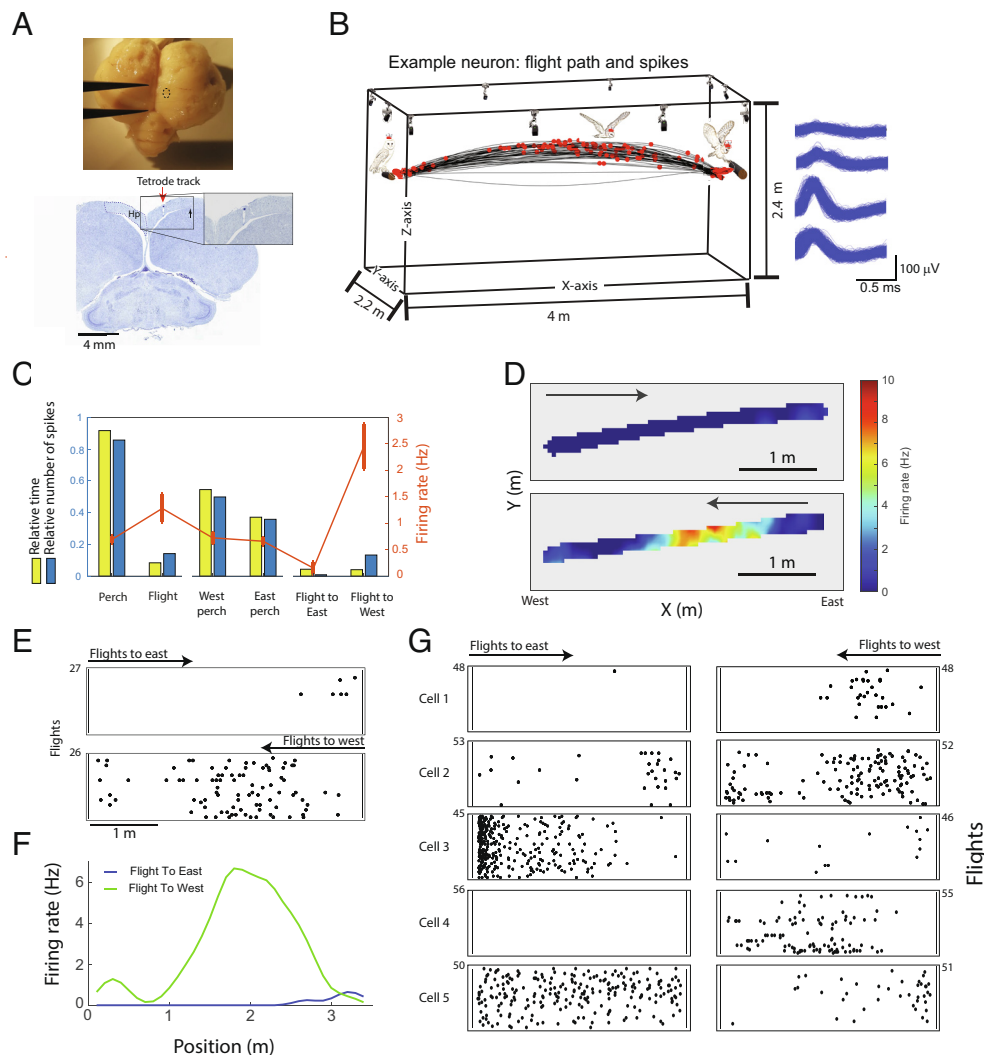 A
Tetrode track
Hp
4 mm
B
Example neuron: flight path and spikes
Z-axis
Y-axis
X-axis
2.2 m
4 m
2.4 m
100 μV
0.5 ms
C
Relative time
Relative number of spikes
1
0.8
0.6
0.4
0.2
0
3
2.5
2
1.5
1
0.5
0
Firing rate (Hz)
Perch
Flight
West perch
East perch
Flight to East
Flight to West
D
Y (m)
1 m
1 m
West
East
X (m)
10
8
6
4
2
0
Firing rate (Hz)
E
Flights to east
27
Flights
26
Flights to west
1 m
F
Flight To East
Flight To West
Firing rate (Hz)
6
4
2
0
0
1
2
3
Position (m)
G
Flights to east
Flights to west
Cell 1
48
48
Cell 2
53
52
Cell 3
45
46
Cell 4
56
55
Cell 5
50
51
Flights